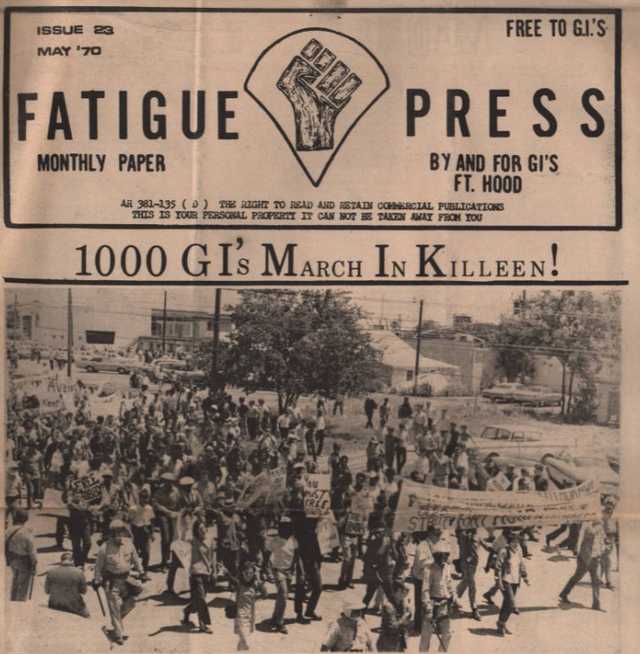 ISSUE 23
MAY '70
FREE TO G.I.'S
FATIGUE PRESS
MONTHLY PAPER
BY AND FOR GI'S
FT. HOOD
AR 381-135 ( D ) THE RIGHT TO READ AND RETAIN COMMERCIAL PUBLICATIONS
THIS IS YOUR PERSONAL PROPERTY IT CAN NOT BE TAKEN AWAY FROM YOU
1000 GI's MARCH IN KILLEEN!